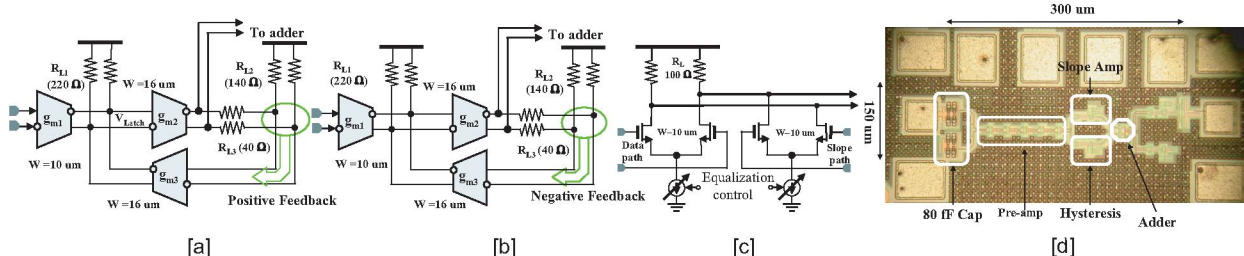 To adder
R_L1
(220 Ω)
W = 16 um
R_L2
(140 Ω)
g_m1
V_Latch
g_m2
R_L3 (40 Ω)
W = 10 um
g_m3
W = 16 um
Positive Feedback
[a]
To adder
R_L1
(220 Ω)
W = 16 um
R_L2
(140 Ω)
g_m1
g_m2
R_L3 (40 Ω)
W = 10 um
g_m3
W = 16 um
Negative Feedback
[b]
R_L
100 Ω
W=10 um
W=10 um
Data
path
Slope
path
Equalization
control
[c]
300 um
150 um
Slope Amp
80 fF Cap
Pre-amp
Hysteresis
Adder
[d]